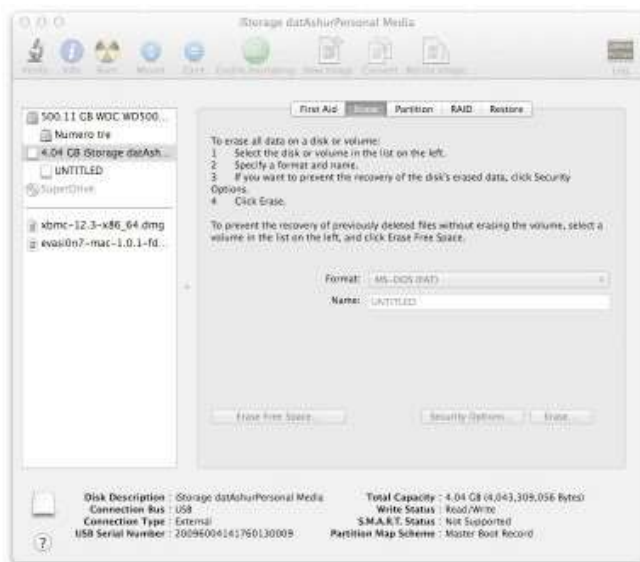 iStorage datAshurPersonal Media
Verify Info Burn Mount Eject Enable Journaling New Image Convert Resize Image Log
500.11 GB WDC WD500...
Numero tre
4.04 GB iStorage datAsh...
UNTITLED
SuperDrive
xbmc-12.3-x86_64.dmg
evasi0n7-mac-1.0.1-fd...
First Aid Erase Partition RAID Restore
To erase all data on a disk or volume:
1 Select the disk or volume in the list on the left.
2 Specify a format and name.
3 If you want to prevent the recovery of the disk's erased data, click Security
Options.
4 Click Erase.
To prevent the recovery of previously deleted files without erasing the volume, select a
volume in the list on the left, and click Erase Free Space.
Format: MS-DOS (FAT)
Name: UNTITLED
Erase Free Space... Security Options... Erase...
Disk Description : iStorage datAshurPersonal Media
Connection Bus : USB
Connection Type : External
USB Serial Number : 20096004141760130009
Total Capacity : 4.04 GB (4,043,309,056 Bytes)
Write Status : Read/Write
S.M.A.R.T. Status : Not Supported
Partition Map Scheme : Master Boot Record
?